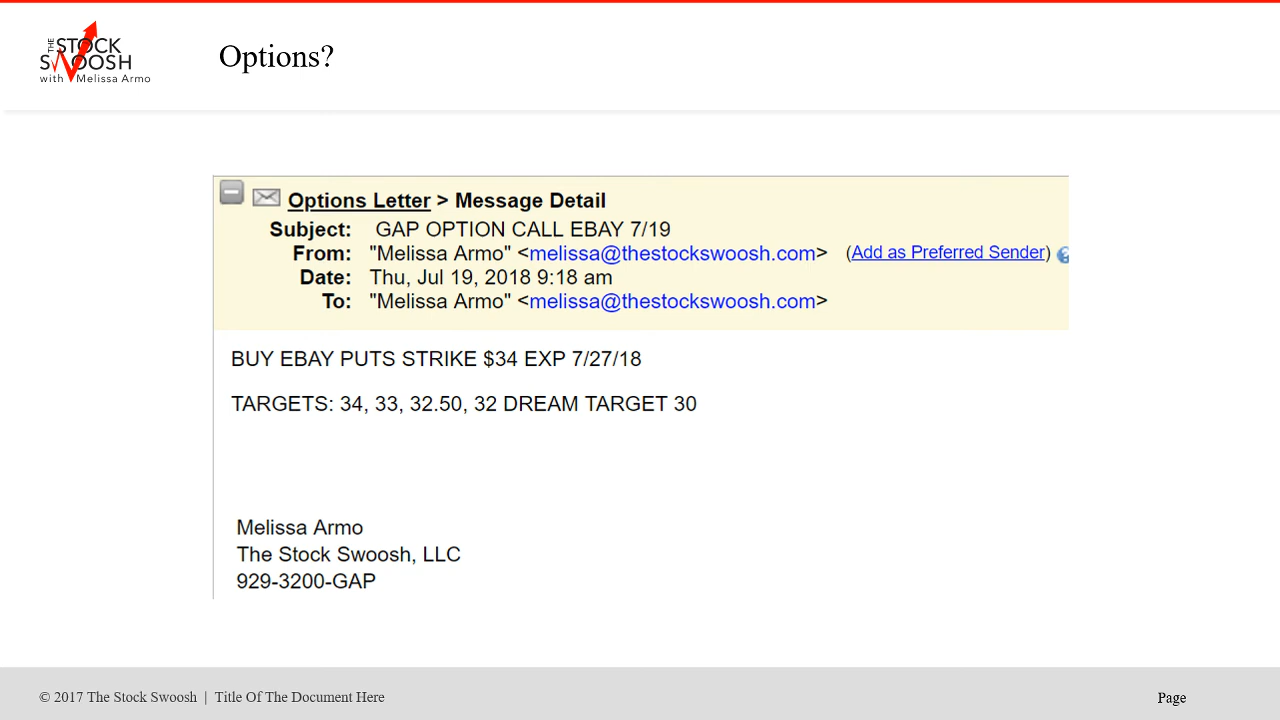 THE
STOCK
SWOOSH
with Melissa Armo
Options?
Options Letter > Message Detail
Subject: GAP OPTION CALL EBAY 7/19
From: "Melissa Armo" <melissa@thestockswoosh.com> (Add as Preferred Sender)
Date: Thu, Jul 19, 2018 9:18 am
To: "Melissa Armo" <melissa@thestockswoosh.com>
BUY EBAY PUTS STRIKE $34 EXP 7/27/18
TARGETS: 34, 33, 32.50, 32 DREAM TARGET 30
Melissa Armo
The Stock Swoosh, LLC
929-3200-GAP
© 2017 The Stock Swoosh | Title Of The Document Here
Page